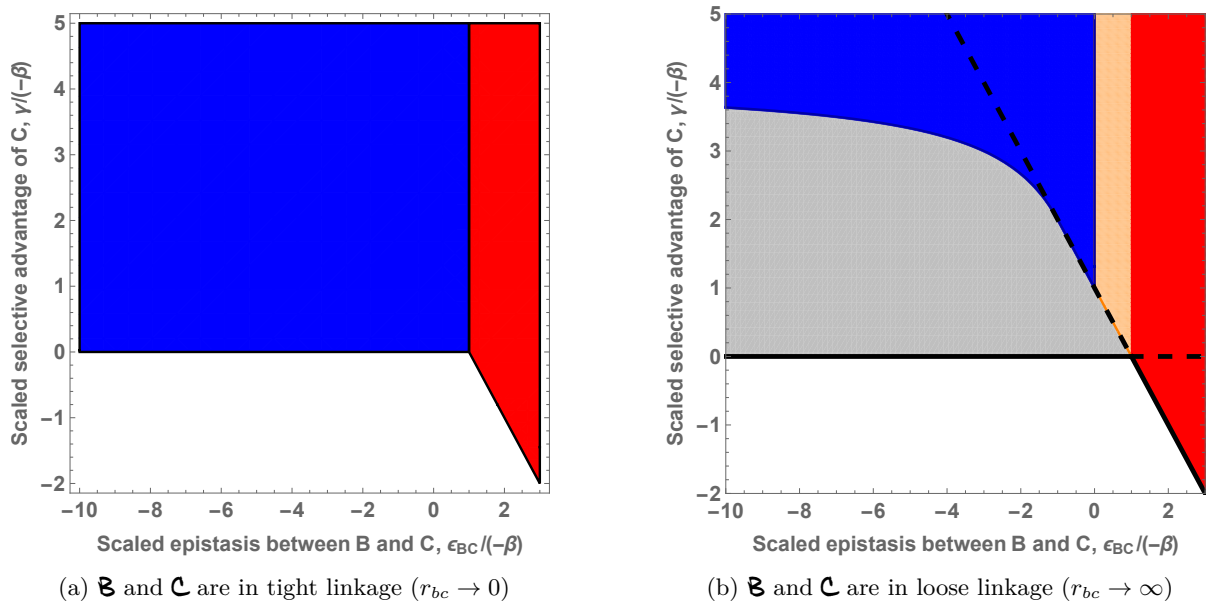 Scaled selective advantage of C, γ/(-β)
5
4
3
2
1
0
−1
−2
−10 −8 −6 −4 −2 0 2
Scaled epistasis between B and C, ϵBC/(-β)
(a) B and C are in tight linkage (rbc → 0)
Scaled selective advantage of C, γ/(-β)
5
4
3
2
1
0
−1
−2
−10 −8 −6 −4 −2 0 2
Scaled epistasis between B and C, ϵBC/(-β)
(b) B and C are in loose linkage (rbc → ∞)